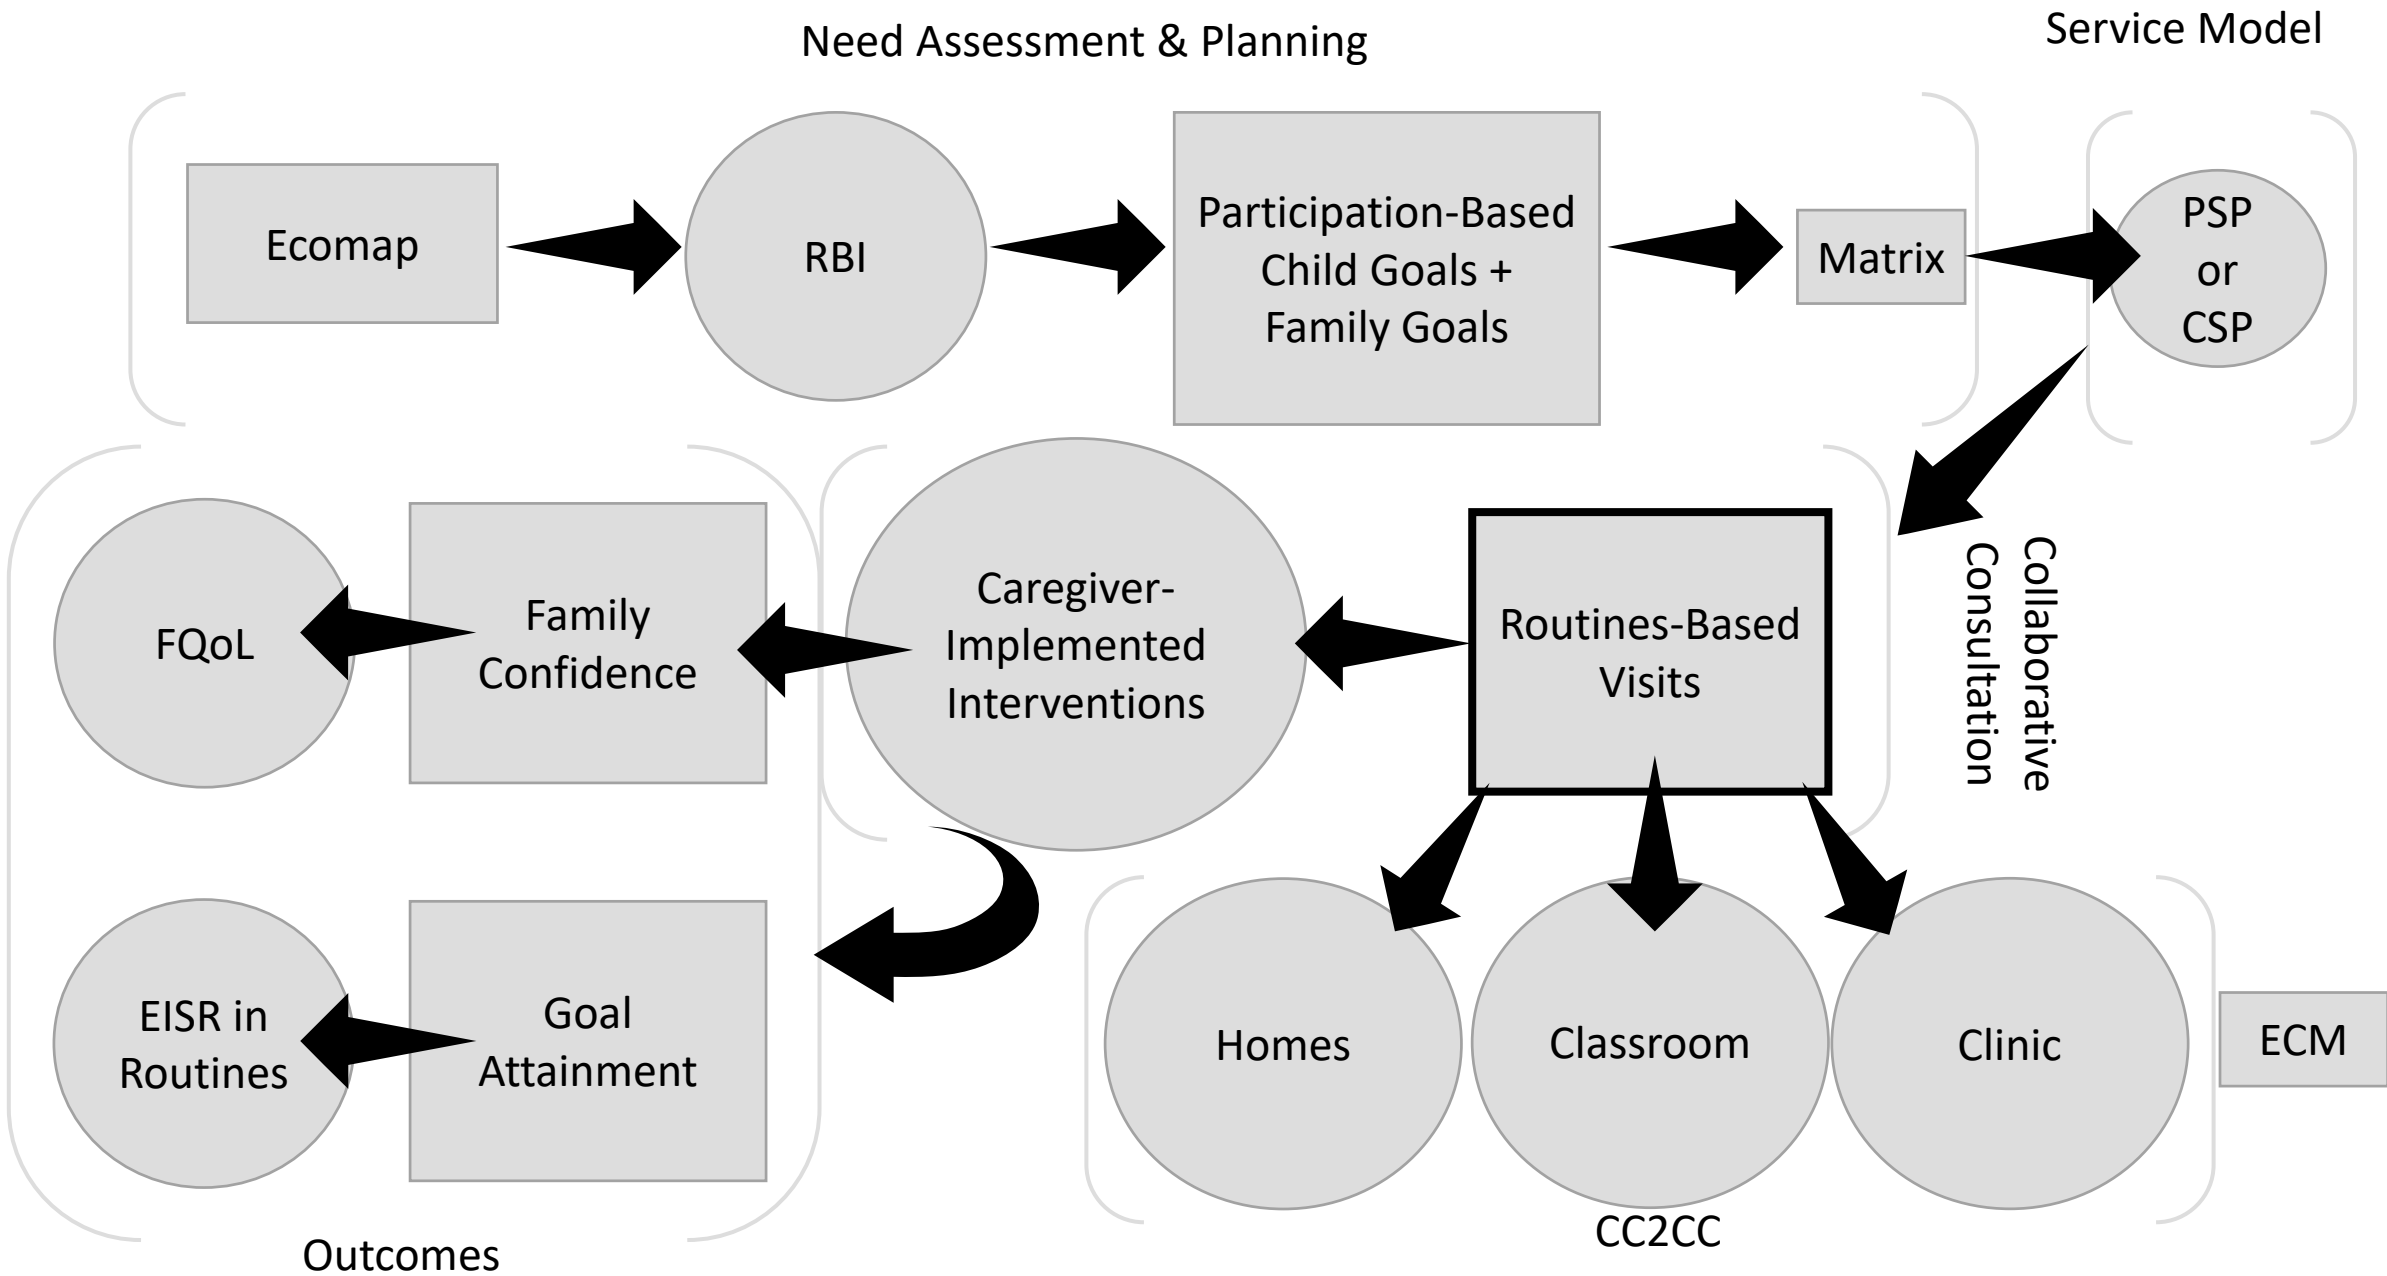 Need Assessment & Planning
Service Model
Ecomap
RBI
Participation-Based
Child Goals +
Family Goals
Matrix
PSP
or
CSP
Collaborative
Consultation
Routines-Based
Visits
Caregiver-
Implemented
Interventions
Family
Confidence
FQoL
Goal
Attainment
EISR in
Routines
Outcomes
Homes
Classroom
Clinic
ECM
CC2CC